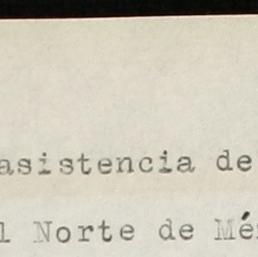 asistencia de
l Norte de Mé